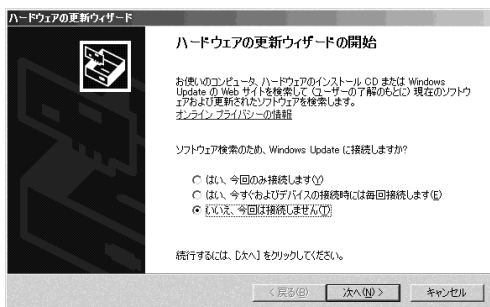 ハードウェアの更新ウィザード
ハードウェアの更新ウィザードの開始
お使いのコンピュータ、ハードウェアのインストール CD または Windows
Update の Web サイトを検索して (ユーザーの了解のもとに) 現在のソフトウ
ェアおよび更新されたソフトウェアを検索します。
オンライン プライバシーの情報
ソフトウェア検索のため、Windows Update に接続しますか?
はい、今回のみ接続します(Y)
はい、今すぐおよびデバイスの接続時には毎回接続します(E)
いいえ、今回は接続しません(T)
続行するには、[次へ] をクリックしてください。
< 戻る(B)
次へ(N) >
キャンセル